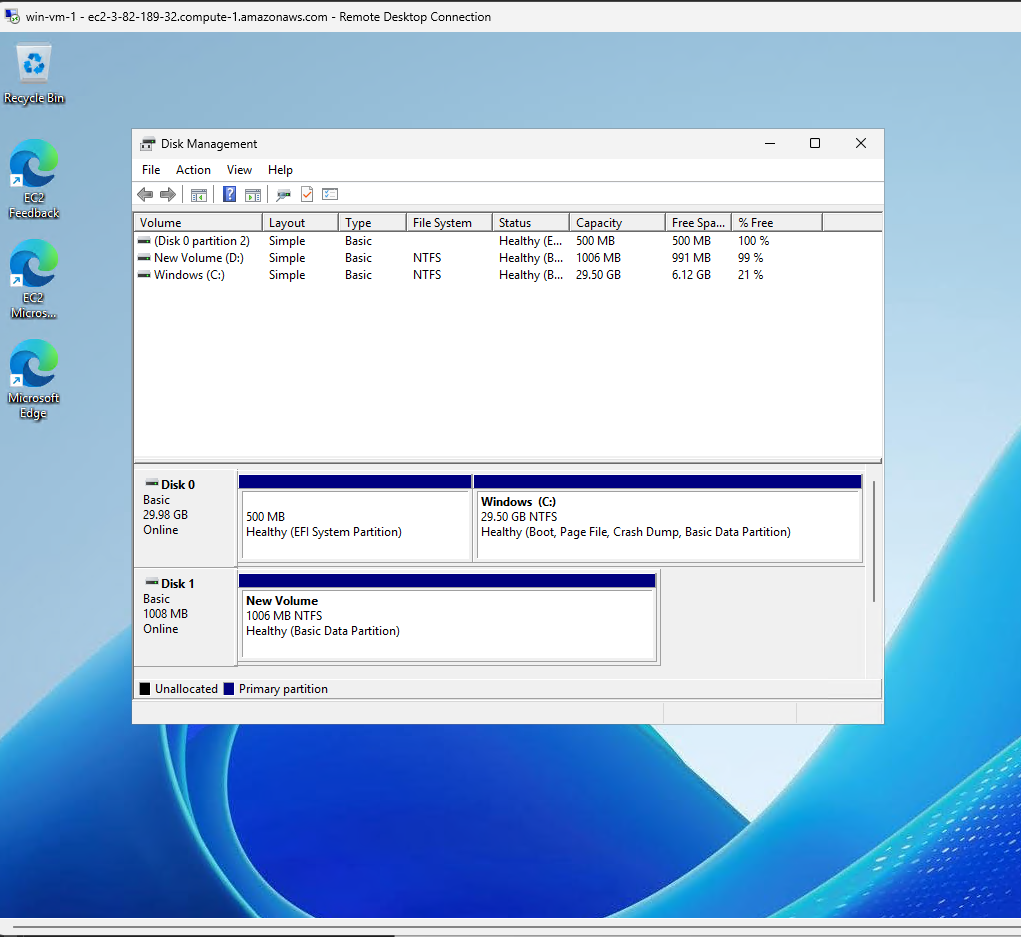 win-vm-1 - ec2-3-82-189-32.compute-1.amazonaws.com - Remote Desktop Connection
Recycle Bin
EC2
Feedback
EC2
Micros...
Microsoft
Edge
Disk Management
File Action View Help
Volume Layout Type File System Status Capacity Free Spa... % Free
(Disk 0 partition 2) Simple Basic Healthy (E... 500 MB 500 MB 100 %
New Volume (D:) Simple Basic NTFS Healthy (B... 1006 MB 991 MB 99 %
Windows (C:) Simple Basic NTFS Healthy (B... 29.50 GB 6.12 GB 21 %
Disk 0
Basic
29.98 GB
Online
500 MB
Healthy (EFI System Partition)
Windows (C:)
29.50 GB NTFS
Healthy (Boot, Page File, Crash Dump, Basic Data Partition)
Disk 1
Basic
1008 MB
Online
New Volume
1006 MB NTFS
Healthy (Basic Data Partition)
Unallocated Primary partition